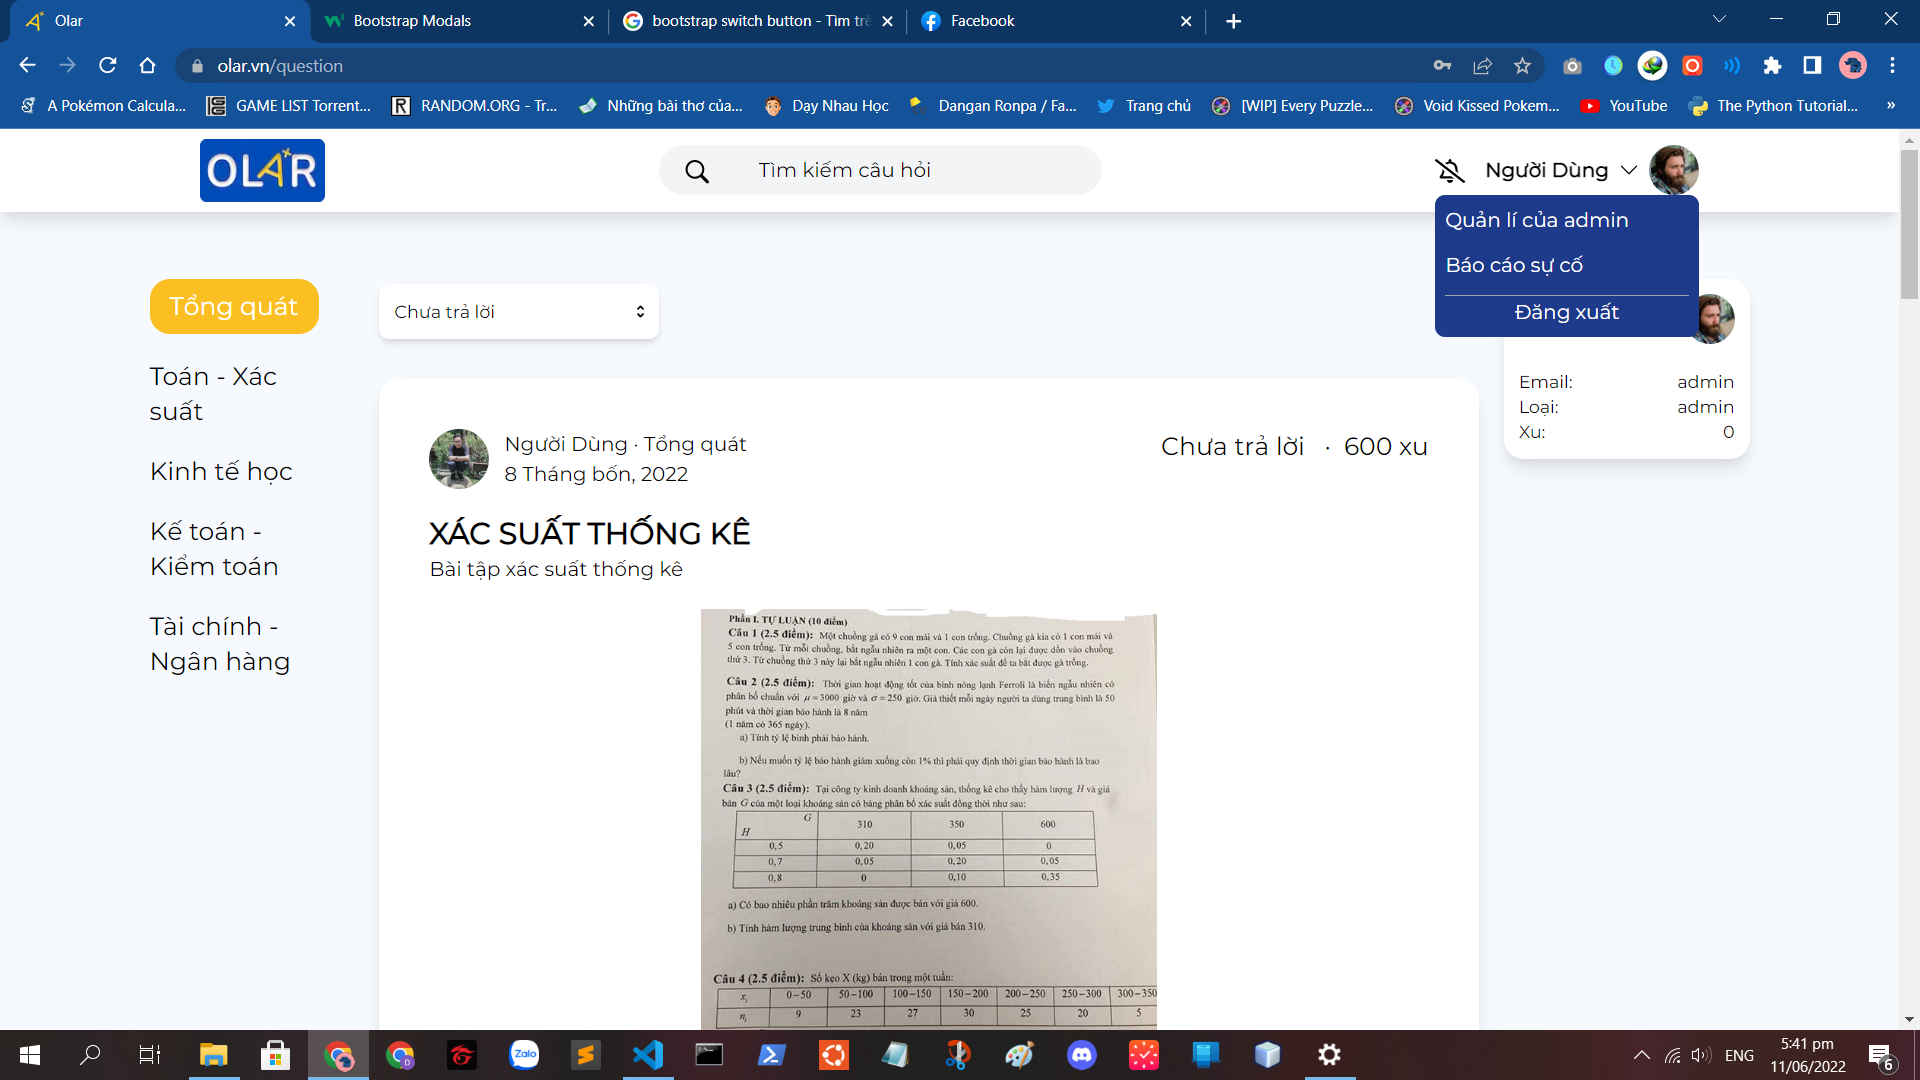 Olar
Bootstrap Modals
bootstrap switch button - Tìm trê
Facebook
olar.vn/question
A Pokémon Calcula...
GAME LIST Torrent...
RANDOM.ORG - Tr...
Những bài thơ của...
Dạy Nhau Học
Dangan Ronpa / Fa...
Trang chủ
[WIP] Every Puzzle...
Void Kissed Pokem...
YouTube
The Python Tutorial...
»
OLAR
Tìm kiếm câu hỏi
Người Dùng
Quản lí của admin
Báo cáo sự cố
Đăng xuất
Tổng quát
Toán - Xác
suất
Kinh tế học
Kế toán -
Kiểm toán
Tài chính -
Ngân hàng
Chưa trả lời
Email: admin
Loại: admin
Xu: 0
Người Dùng · Tổng quát
8 Tháng bốn, 2022
Chưa trả lời · 600 xu
XÁC SUẤT THỐNG KÊ
Bài tập xác suất thống kê
Phần I. TỰ LUẬN (10 điểm)
Câu 1 (2.5 điểm): Một chuồng gà có 9 con mái và 1 con trống. Chuồng gà kia có 1 con mái và
5 con trống. Từ mỗi chuồng, bắt ngẫu nhiên ra một con. Các con gà còn lại được dồn vào chuồng
thứ 3. Từ chuồng thứ 3 này lại bắt ngẫu nhiên 1 con gà. Tính xác suất để ta bắt được gà trống.
Câu 2 (2.5 điểm): Thời gian hoạt động tốt của bình nóng lạnh Ferroli là biến ngẫu nhiên có
phân bố chuẩn với μ = 3000 giờ và σ = 250 giờ. Giả thiết mỗi ngày người ta dùng trung bình là 50
phút và thời gian bảo hành là 8 năm
(1 năm có 365 ngày).
a) Tính tỷ lệ bình phải bảo hành.
b) Nếu muốn tỷ lệ bảo hành giảm xuống còn 1% thì phải quy định thời gian bảo hành là bao
lâu?
Câu 3 (2.5 điểm): Tại công ty kinh doanh khoáng sản, thống kê cho thấy hàm lượng H và giá
bán G của một loại khoáng sản có bảng phân bố xác suất đồng thời như sau:
G
H 310 350 600
0,5 0,20 0,05 0
0,7 0,05 0,20 0,05
0,8 0 0,10 0,35
a) Có bao nhiêu phần trăm khoáng sản được bán với giá 600.
b) Tính hàm lượng trung bình của khoáng sản với giá bán 310.
Câu 4 (2.5 điểm): Số kẹo X (kg) bán trong một tuần:
xi 0–50 50–100 100–150 150–200 200–250 250–300 300–350
ni 9 23 27 30 25 20 5
Zalo
ENG
5:41 pm
11/06/2022
6